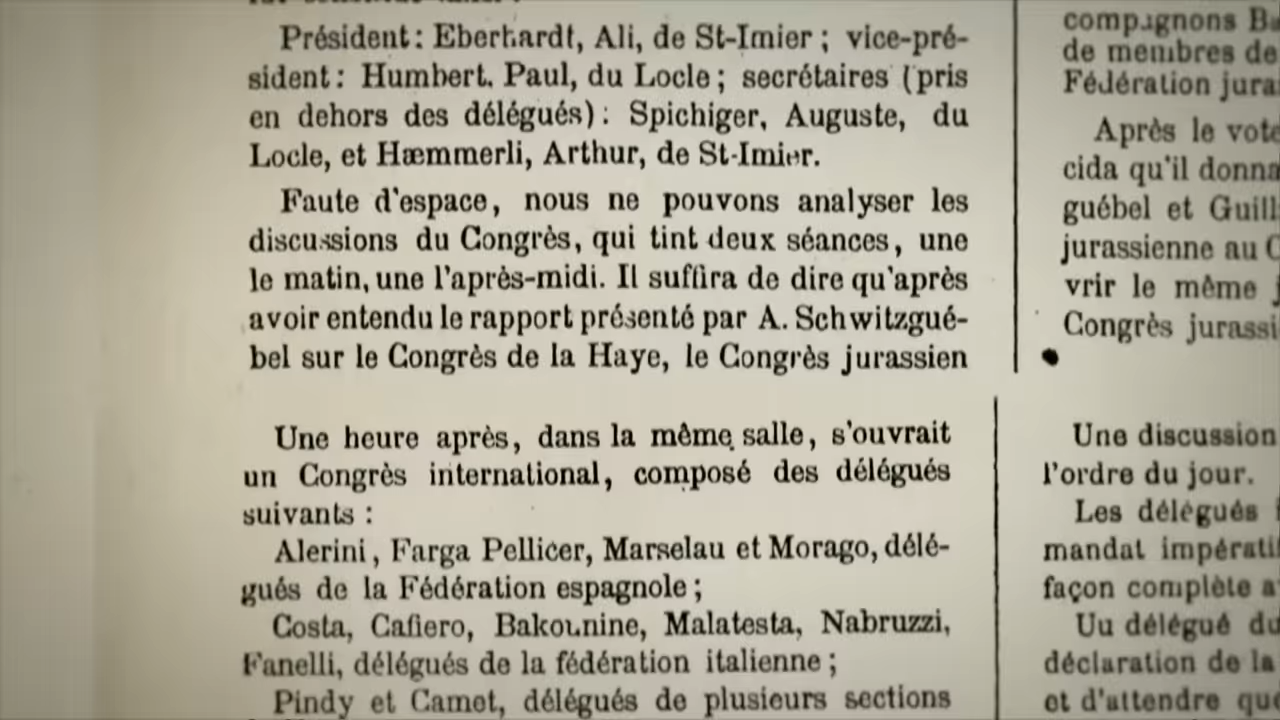 Président: Eberhardt, Ali, de St-Imier; vice-pré-
sident: Humbert. Paul, du Locle; secrétaires (pris
en dehors des délégués): Spichiger, Auguste, du
Locle, et Hæmmerli, Arthur, de St-Imier.
Faute d'espace, nous ne pouvons analyser les
discussions du Congrès, qui tint deux séances, une
le matin, une l'après-midi. Il suffira de dire qu'après
avoir entendu le rapport présenté par A. Schwitzgué-
bel sur le Congrès de la Haye, le Congrès jurassien
Une heure après, dans la même salle, s'ouvrait
un Congrès international, composé des délégués
suivants :
Alerini, Farga Pellicer, Marselau et Morago, délé-
gués de la Fédération espagnole;
Costa, Cafiero, Bakounine, Malatesta, Nabruzzi,
Fanelli, délégués de la fédération italienne;
Pindy et Camet, délégués de plusieurs sections
compagnons
de membres de
Fédération jura
Après le vote
cida qu'il donna
guébel et Guill
jurassienne au C
vrir le même
Congrès jurassi
Une discussion
l'ordre du jour.
Les délégués
mandat impératif
façon complète
Uu délégué du
déclaration de la
et d'attendre que